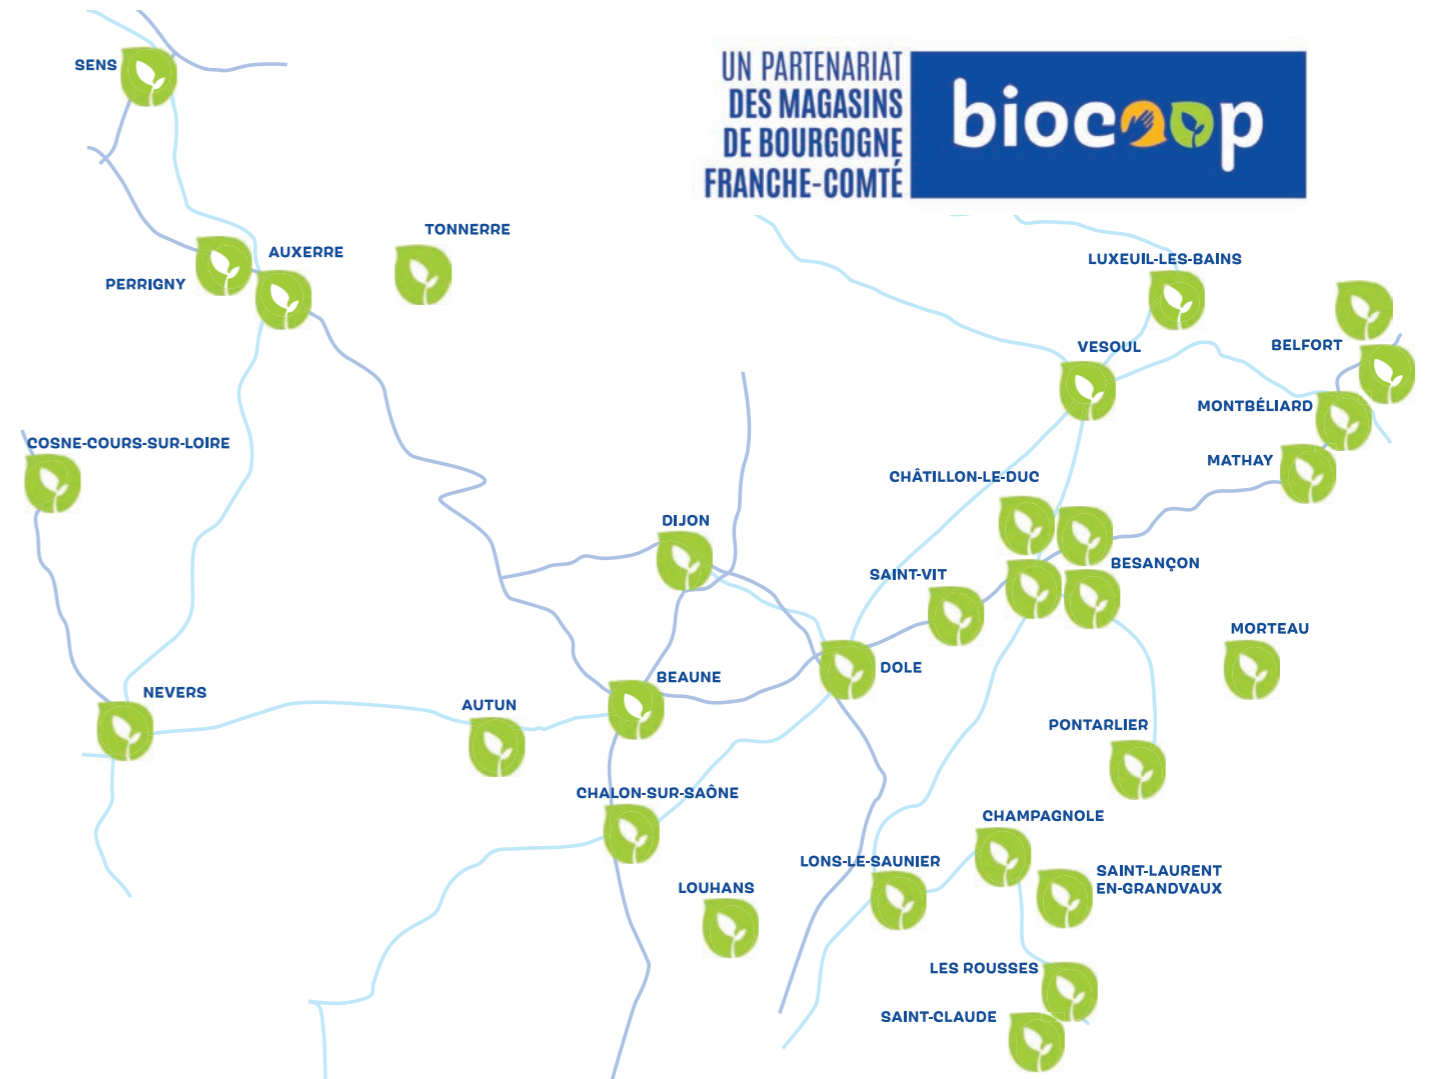 SENS
UN PARTENARIAT
DES MAGASINS
DE BOURGOGNE
FRANCHE-COMTÉ
biocoop
TONNERRE
AUXERRE
PERRIGNY
LUXEUIL-LES-BAINS
VESOUL
BELFORT
MONTBÉLIARD
COSNE-COURS-SUR-LOIRE
MATHAY
CHÂTILLON-LE-DUC
DIJON
BESANÇON
SAINT-VIT
MORTEAU
DOLE
BEAUNE
NEVERS
AUTUN
PONTARLIER
CHALON-SUR-SAÔNE
CHAMPAGNOLE
LONS-LE-SAUNIER
SAINT-LAURENT
EN-GRANDVAUX
LOUHANS
LES ROUSSES
SAINT-CLAUDE